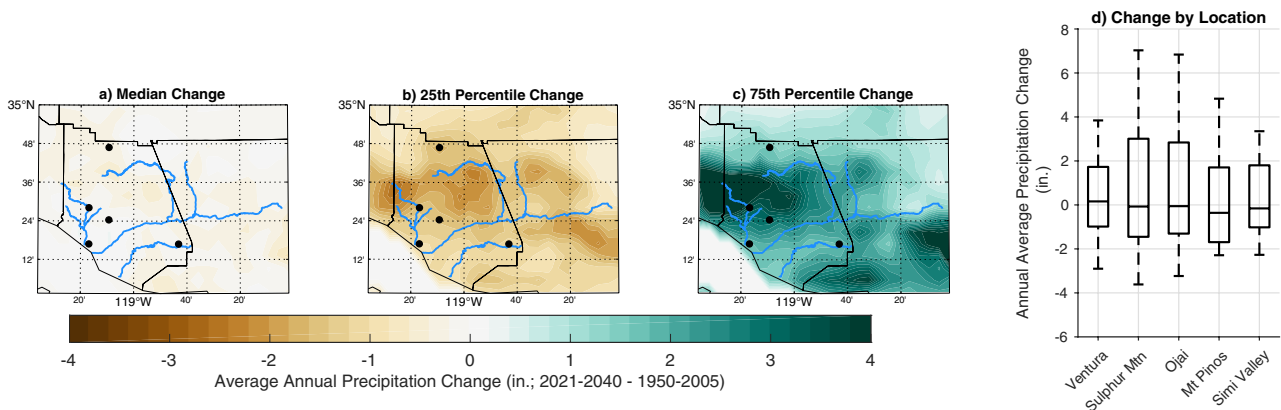 a) Median Change
35°N
48'
36'
24'
12'
20'
119°W
40'
20'
b) 25th Percentile Change
35°N
48'
36'
24'
12'
20'
119°W
40'
20'
c) 75th Percentile Change
35°N
48'
36'
24'
12'
20'
119°W
40'
20'
-4 -3 -2 -1 0 1 2 3 4
Average Annual Precipitation Change (in.; 2021-2040 - 1950-2005)
d) Change by Location
Annual Average Precipitation Change
(in.)
8
6
4
2
0
-2
-4
-6
Ventura
Sulphur Mtn
Ojai
Mt Pinos
Simi Valley